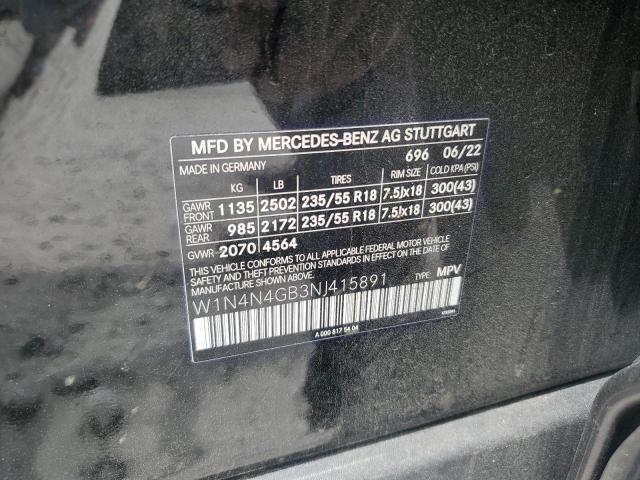 MFD BY MERCEDES-BENZ AG STUTTGART
MADE IN GERMANY 696 06/22
KG LB TIRES RIM SIZE COLD KPA(PSI)
GAWR FRONT 1135 2502 235/55 R18 7.5Jx18 300(43)
GAWR REAR 985 2172 235/55 R18 7.5Jx18 300(43)
GVWR 2070 4564
THIS VEHICLE CONFORMS TO ALL APPLICABLE FEDERAL MOTOR VEHICLE
SAFETY, BUMPER, AND THEFT PREVENTION STANDARDS IN EFFECT
ON THE DATE OF MANUFACTURE SHOWN ABOVE.
W1N4N4GB3NJ415891 TYPE: MPV
A 000 817 54 04